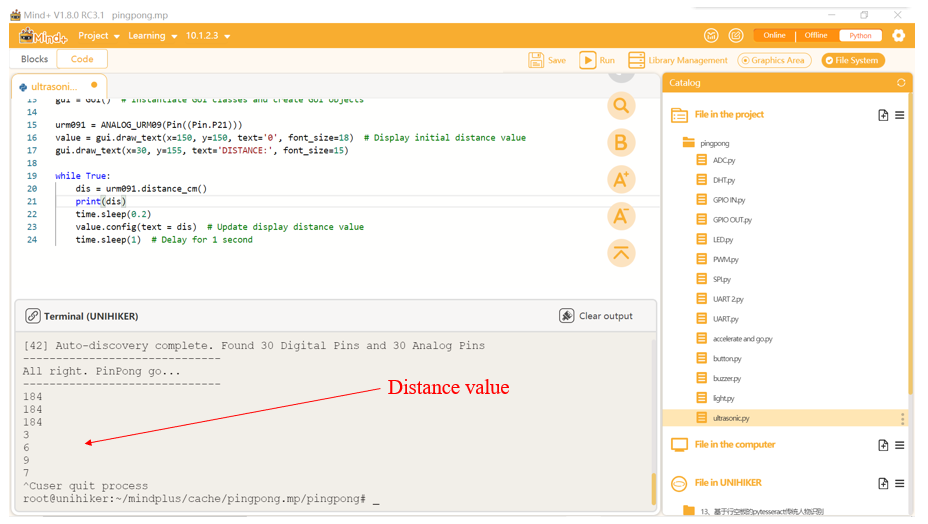 Mind+ V1.8.0 RC3.1 pingpong.mp
Mind+ Project Learning 10.1.2.3 Online Offline Python
Blocks Code Save Run Library Management Graphics Area File System
ultrasoni...
13 gui = GUI() # Instantiate GUI classes and create GUI objects
14
15 urm091 = ANALOG_URM09(Pin((Pin.P21)))
16 value = gui.draw_text(x=150, y=150, text='0', font_size=18) # Display initial distance value
17 gui.draw_text(x=30, y=155, text='DISTANCE:', font_size=15)
18
19 while True:
20 dis = urm091.distance_cm()
21 print(dis)
22 time.sleep(0.2)
23 value.config(text = dis) # Update display distance value
24 time.sleep(1) # Delay for 1 second
B
A+
A-
Terminal (UNIHIKER) Clear output
[42] Auto-discovery complete. Found 30 Digital Pins and 30 Analog Pins
------------------------------
All right. PinPong go...
------------------------------
184
184
184
3
6
9
7
^Cuser quit process
root@unihiker:~/mindplus/cache/pingpong.mp/pingpong# _
Distance value
Catalog
File in the project
pingpong
ADC.py
DHT.py
GPIO IN.py
GPIO OUT.py
LED.py
PWM.py
SPI.py
UART 2.py
UART.py
accelerate and go.py
button.py
buzzer.py
light.py
ultrasonic.py
File in the computer
File in UNIHIKER
13、基于行空板的pytesseract传统人物识别